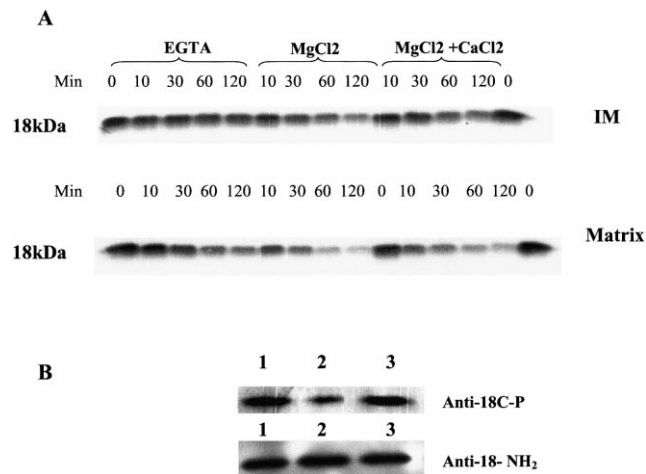 A
EGTA MgCl2 MgCl2 +CaCl2
Min 0 10 30 60 120 10 30 60 120 10 30 60 120 0
18kDa IM
Min 0 10 30 60 120 10 30 60 120 0 10 30 60 120 0
18kDa Matrix
B
1 2 3
Anti-18C-P
1 2 3
Anti-18- NH₂